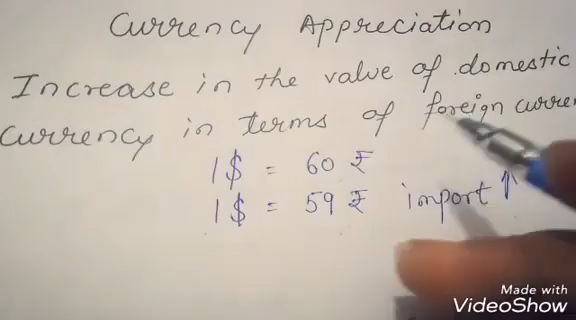 Currency Appreciation
Increase in the value of domestic
currency in terms of foreign
1$ = 60 ₹
1$ = 59 ₹ import ↑
Made with
VideoShow